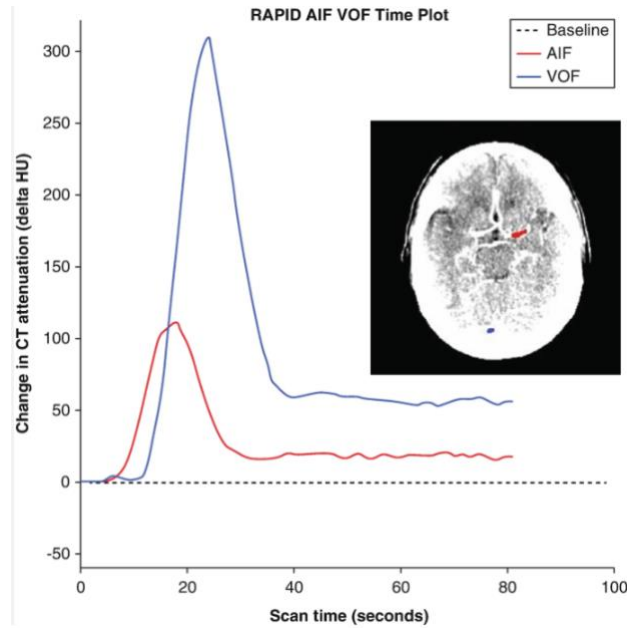 RAPID AIF VOF Time Plot
Baseline
AIF
VOF
300
250
200
150
100
50
0
-50
Change in CT attenuation (delta HU)
0 20 40 60 80 100
Scan time (seconds)